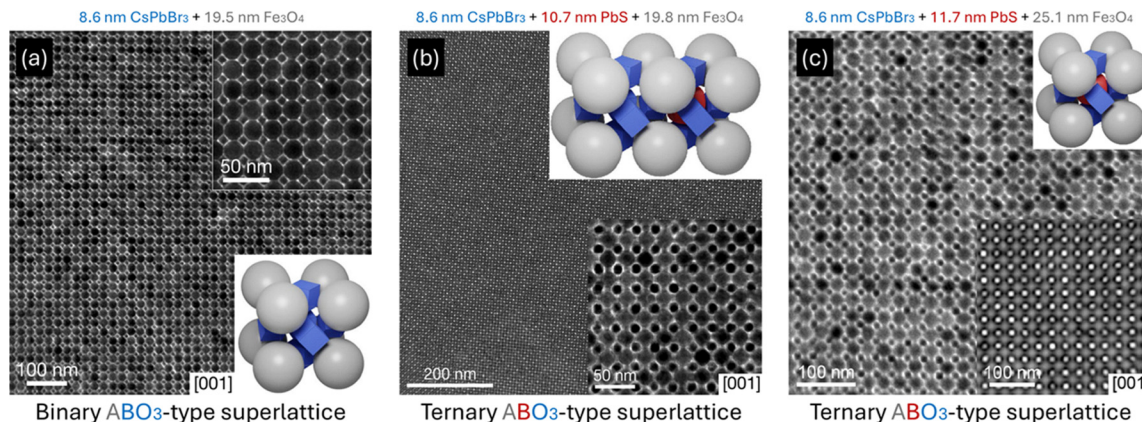 8.6 nm CsPbBr₃ + 19.5 nm Fe₃O₄
(a)
50 nm
100 nm
[001]
Binary ABO₃-type superlattice
8.6 nm CsPbBr₃ + 10.7 nm PbS + 19.8 nm Fe₃O₄
(b)
200 nm
50 nm
[001]
Ternary ABO₃-type superlattice
8.6 nm CsPbBr₃ + 11.7 nm PbS + 25.1 nm Fe₃O₄
(c)
100 nm
100 nm
[001
Ternary ABO₃-type superlattice